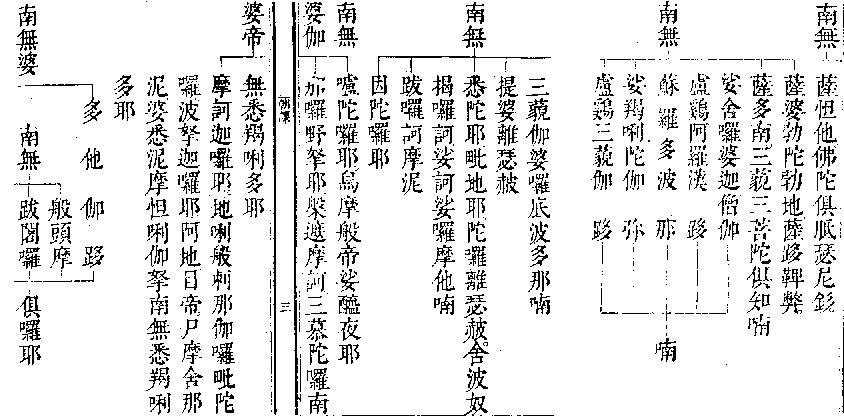 南無
薩怛他佛陀俱胝瑟尼釤
薩婆勃陀勃地薩跢鞞弊
薩多南三藐三菩陀俱知喃
南無
娑舍囉婆迦僧伽
盧鷄阿羅漢跢
蘇羅多波那
娑羯唎陀伽彌
盧鷄三藐伽跢
喃
南無
三藐伽婆囉底波多那喃
提婆離瑟赧
悉陀耶毗地耶陀囉離瑟赧舍波奴
揭囉訶娑訶娑囉摩他喃
跋囉訶摩泥
因陀囉耶
南無
婆伽
嚧陀囉耶烏摩般帝娑醯夜耶
那囉野拏耶槃遮摩訶三慕陀囉南
三
婆帝
無悉羯唎多耶
摩訶迦囉耶地唎般剌那伽囉毗陀
囉波拏迦囉耶阿地目帝尸摩舍那
泥婆悉泥摩怛唎伽拏南無悉羯唎
多耶
南無婆
多他伽跢
南無
般頭摩
跋闍囉
俱囉耶